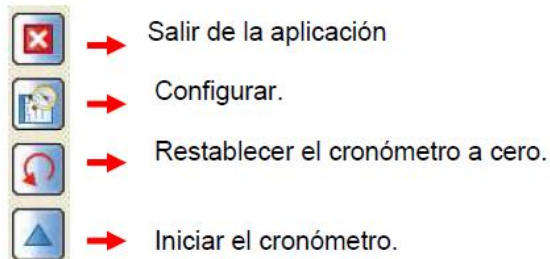 Salir de la aplicación
Configurar.
Restablecer el cronómetro a cero.
Iniciar el cronómetro.